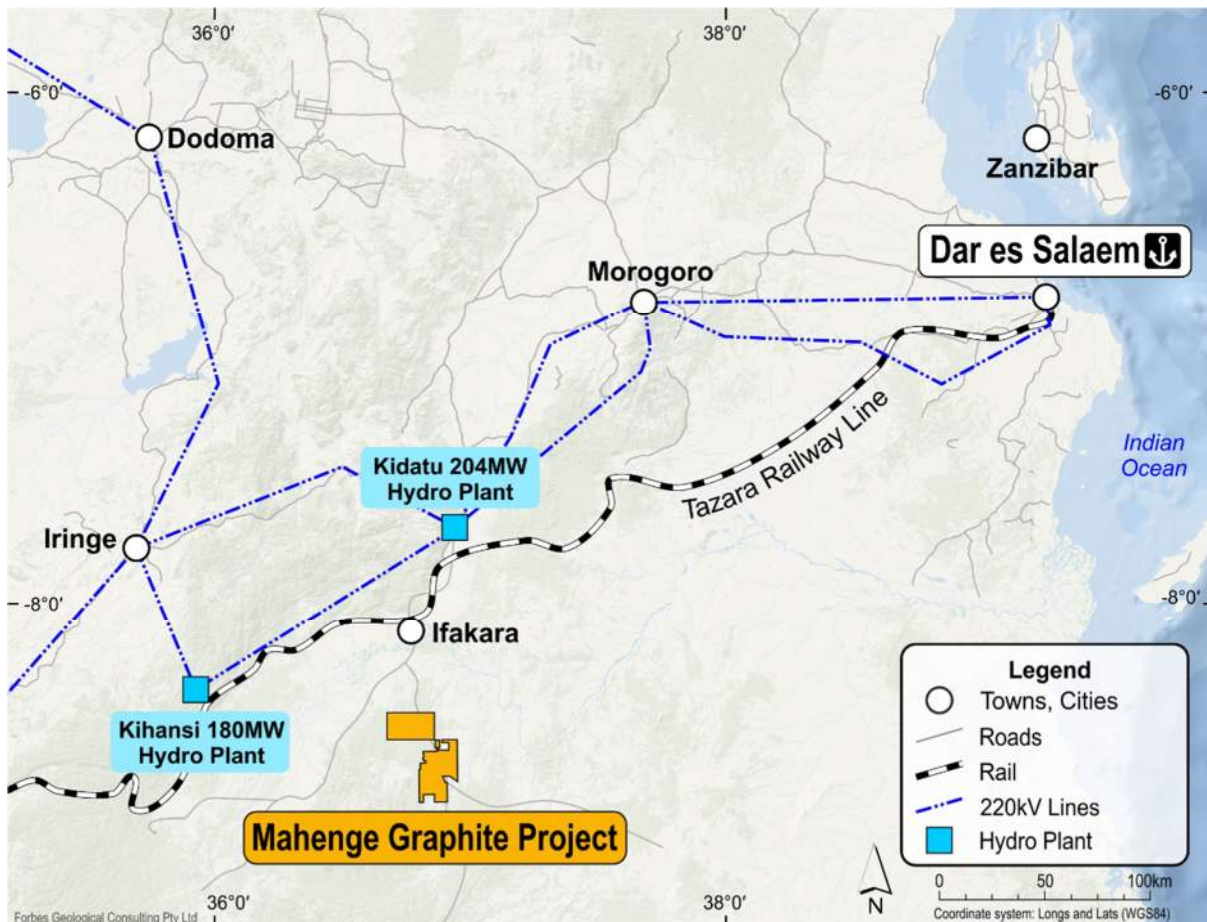 36°0′
38°0′
-6°0′
-6°0′
Dodoma
Zanzibar
Dar es Salaem
Morogoro
Kidatu 204MW
Hydro Plant
Tazara Railway Line
Indian
Ocean
Iringe
-8°0′
-8°0′
Ifakara
Kihansi 180MW
Hydro Plant
Mahenge Graphite Project
Legend
Towns, Cities
Roads
Rail
220kV Lines
Hydro Plant
N
0 50 100km
36°0′
38°0′
Forbes Geological Consulting Pty Ltd
Coordinate system: Longs and Lats (WGS84)